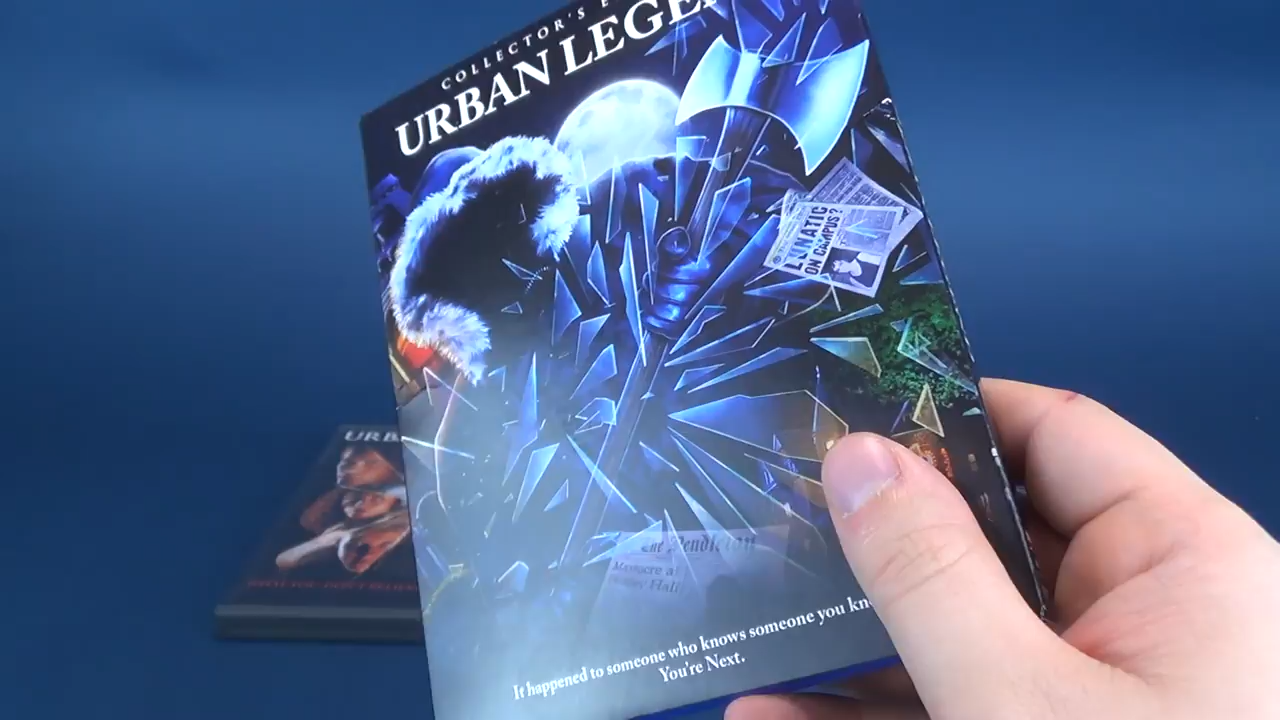 COLLECTOR'S E
URBAN LEGE
LUNATIC
ON CAMPUS?
The Pendleton
Massacre at
Hall
It happened to someone who knows someone you kn
You're Next.
URB